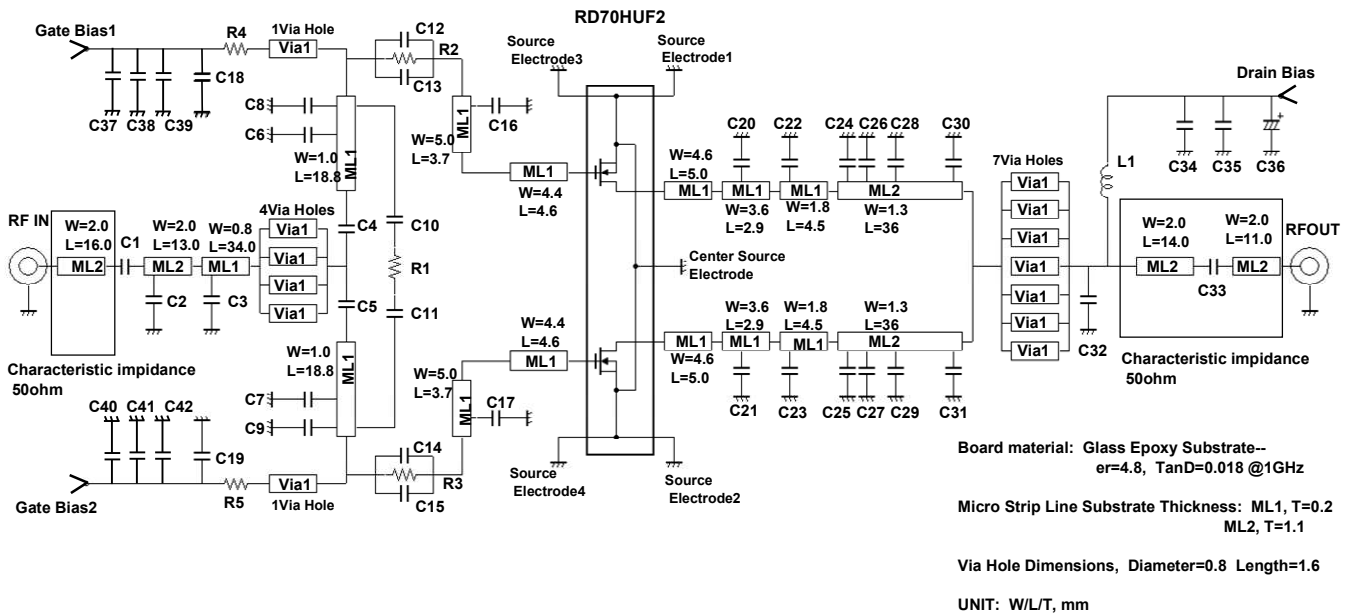 RD70HUF2
Gate Bias1
R4
1Via Hole
Via1
C12
R2
C13
Source
Electrode3
Source
Electrode1
Drain Bias
C37
C38
C39
C18
C8
C6
W=1.0
L=18.8
ML1
W=5.0
L=3.7
ML1
C16
ML1
W=4.4
L=4.6
W=4.6
L=5.0
ML1
C20
C22
C24
C26
C28
C30
ML1
W=3.6
L=2.9
ML1
W=1.8
L=4.5
ML2
W=1.3
L=36
7Via Holes
Via1
Via1
Via1
Via1
Via1
Via1
Via1
L1
C34
C35
C36
+
RF IN
W=2.0
L=16.0
ML2
C1
W=2.0
L=13.0
ML2
W=0.8
L=34.0
ML1
4Via Holes
Via1
Via1
Via1
Via1
C2
C3
C4
C5
C10
R1
C11
Center Source
Electrode
W=2.0
L=14.0
ML2
C33
W=2.0
L=11.0
ML2
RFOUT
C32
Characteristic impidance
50ohm
Characteristic impidance
50ohm
W=1.0
L=18.8
ML1
C7
C9
W=5.0
L=3.7
ML1
C17
W=4.4
L=4.6
ML1
ML1
W=4.6
L=5.0
W=3.6
L=2.9
ML1
W=1.8
L=4.5
ML1
W=1.3
L=36
ML2
C21
C23
C25
C27
C29
C31
C40
C41
C42
C19
Gate Bias2
R5
Via1
1Via Hole
C14
R3
C15
Source
Electrode4
Source
Electrode2
Board material: Glass Epoxy Substrate--
er=4.8, TanD=0.018 @1GHz
Micro Strip Line Substrate Thickness: ML1, T=0.2
ML2, T=1.1
Via Hole Dimensions, Diameter=0.8 Length=1.6
UNIT: W/L/T, mm